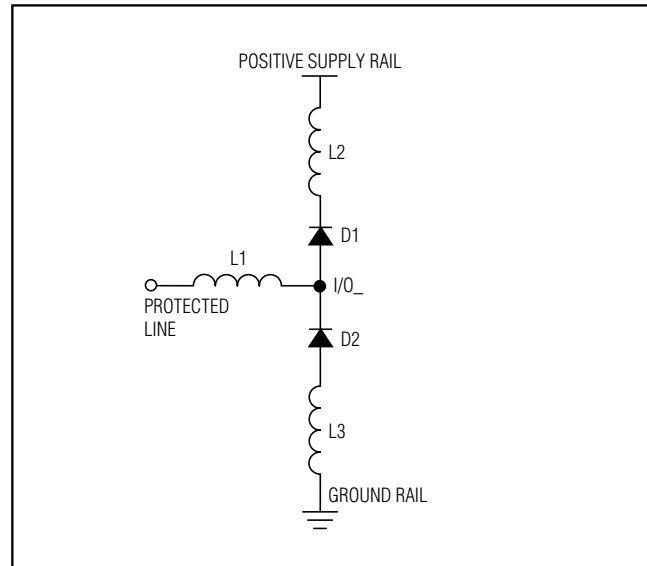 POSITIVE SUPPLY RAIL
L2
D1
L1
I/O_
PROTECTED
LINE
D2
L3
GROUND RAIL